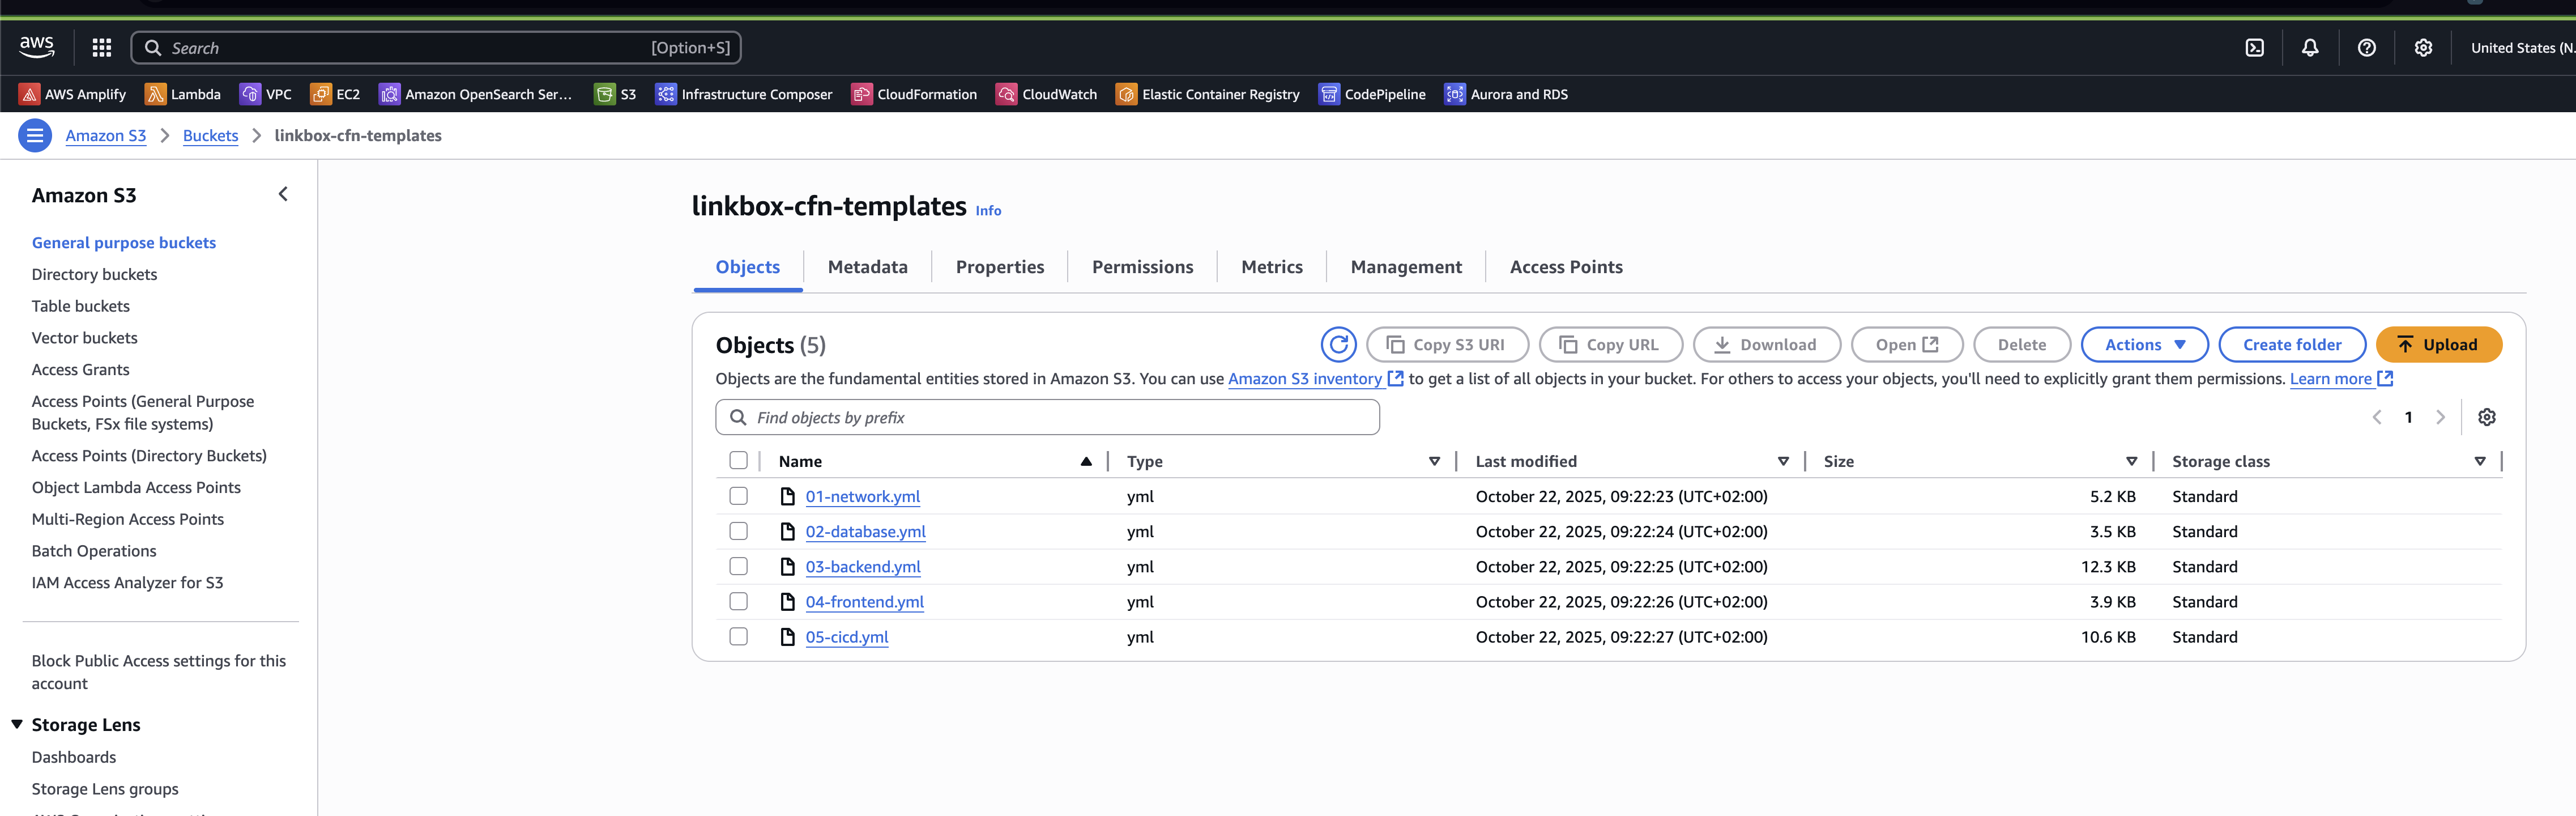 aws
Search [Option+S]
United States (N.
AWS Amplify Lambda VPC EC2 Amazon OpenSearch Ser... S3 Infrastructure Composer CloudFormation CloudWatch Elastic Container Registry CodePipeline Aurora and RDS
Amazon S3 > Buckets > linkbox-cfn-templates
Amazon S3
General purpose buckets
Directory buckets
Table buckets
Vector buckets
Access Grants
Access Points (General Purpose
Buckets, FSx file systems)
Access Points (Directory Buckets)
Object Lambda Access Points
Multi-Region Access Points
Batch Operations
IAM Access Analyzer for S3
Block Public Access settings for this
account
Storage Lens
Dashboards
Storage Lens groups
linkbox-cfn-templates Info
Objects Metadata Properties Permissions Metrics Management Access Points
Objects (5)
Copy S3 URI Copy URL Download Open Delete Actions Create folder Upload
Objects are the fundamental entities stored in Amazon S3. You can use Amazon S3 inventory to get a list of all objects in your bucket. For others to access your objects, you'll need to explicitly grant them permissions. Learn more
Find objects by prefix
1
Name Type Last modified Size Storage class
01-network.yml yml October 22, 2025, 09:22:23 (UTC+02:00) 5.2 KB Standard
02-database.yml yml October 22, 2025, 09:22:24 (UTC+02:00) 3.5 KB Standard
03-backend.yml yml October 22, 2025, 09:22:25 (UTC+02:00) 12.3 KB Standard
04-frontend.yml yml October 22, 2025, 09:22:26 (UTC+02:00) 3.9 KB Standard
05-cicd.yml yml October 22, 2025, 09:22:27 (UTC+02:00) 10.6 KB Standard